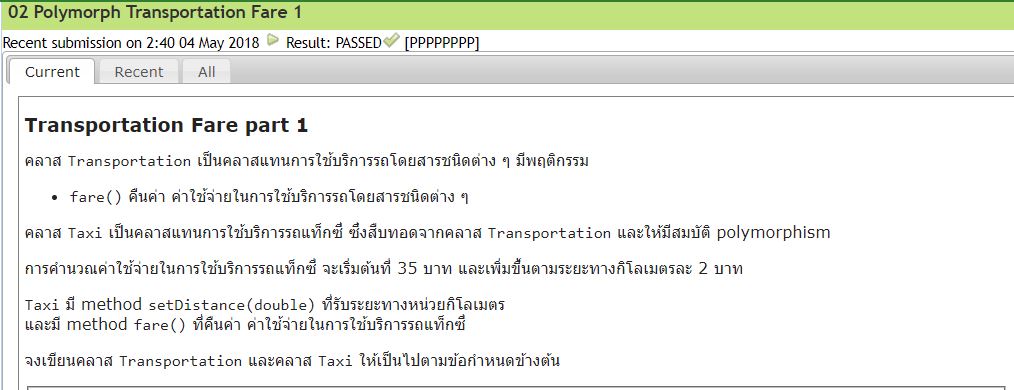 02 Polymorph Transportation Fare 1
Recent submission on 2:40 04 May 2018 Result: PASSED [PPPPPPPP]
Current Recent All
Transportation Fare part 1
คลาส Transportation เป็นคลาสแทนการใช้บริการรถโดยสารชนิดต่าง ๆ มีพฤติกรรม
• fare() คืนค่า ค่าใช้จ่ายในการใช้บริการรถโดยสารชนิดต่าง ๆ
คลาส Taxi เป็นคลาสแทนการใช้บริการรถแท็กซี่ ซึ่งสืบทอดจากคลาส Transportation และให้มีสมบัติ polymorphism
การคำนวณค่าใช้จ่ายในการใช้บริการรถแท็กซี่ จะเริ่มต้นที่ 35 บาท และเพิ่มขึ้นตามระยะทางกิโลเมตรละ 2 บาท
Taxi มี method setDistance(double) ที่รับระยะทางหน่วยกิโลเมตร
และมี method fare() ที่คืนค่า ค่าใช้จ่ายในการใช้บริการรถแท็กซี่
จงเขียนคลาส Transportation และคลาส Taxi ให้เป็นไปตามข้อกำหนดข้างต้น